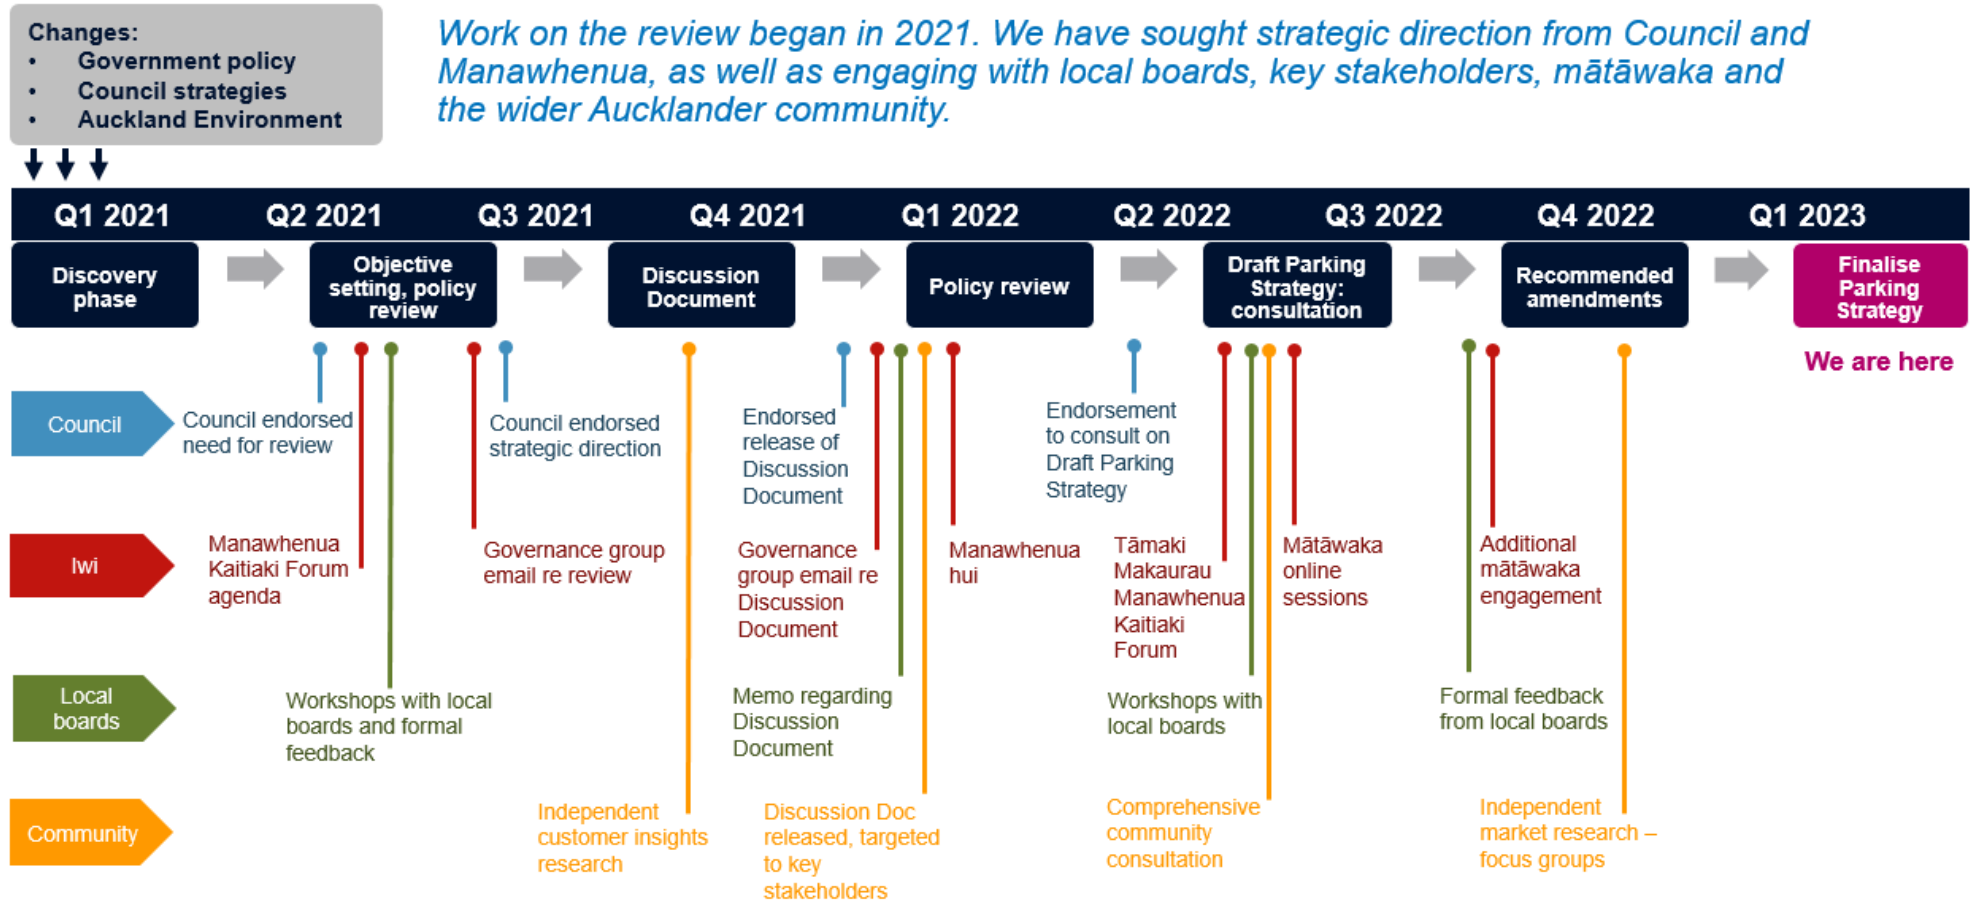 Changes:
• Government policy
• Council strategies
• Auckland Environment
Work on the review began in 2021. We have sought strategic direction from Council and
Manawhenua, as well as engaging with local boards, key stakeholders, mātāwaka and
the wider Aucklander community.
Q1 2021 Q2 2021 Q3 2021 Q4 2021 Q1 2022 Q2 2022 Q3 2022 Q4 2022 Q1 2023
Discovery
phase
Objective
setting, policy
review
Discussion
Document
Policy review
Draft Parking
Strategy:
consultation
Recommended
amendments
Finalise
Parking
Strategy
We are here
Council
Council endorsed
need for review
Council endorsed
strategic direction
Endorsed
release of
Discussion
Document
Endorsement
to consult on
Draft Parking
Strategy
Iwi
Manawhenua
Kaitiaki Forum
agenda
Governance group
email re review
Governance
group email re
Discussion
Document
Manawhenua
hui
Tāmaki
Makaurau
Manawhenua
Kaitiaki
Forum
Mātāwaka
online
sessions
Additional
mātāwaka
engagement
Local
boards
Workshops with local
boards and formal
feedback
Memo regarding
Discussion
Document
Workshops with
local boards
Formal feedback
from local boards
Community
Independent
customer insights
research
Discussion Doc
released, targeted
to key
stakeholders
Comprehensive
community
consultation
Independent
market research –
focus groups